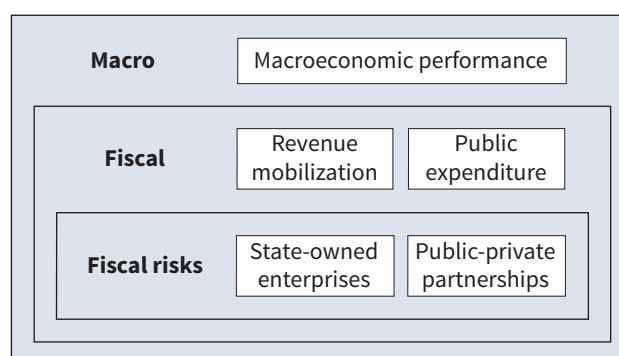 Macro
Macroeconomic performance
Fiscal
Revenue
mobilization
Public
expenditure
Fiscal risks
State-owned
enterprises
Public-private
partnerships